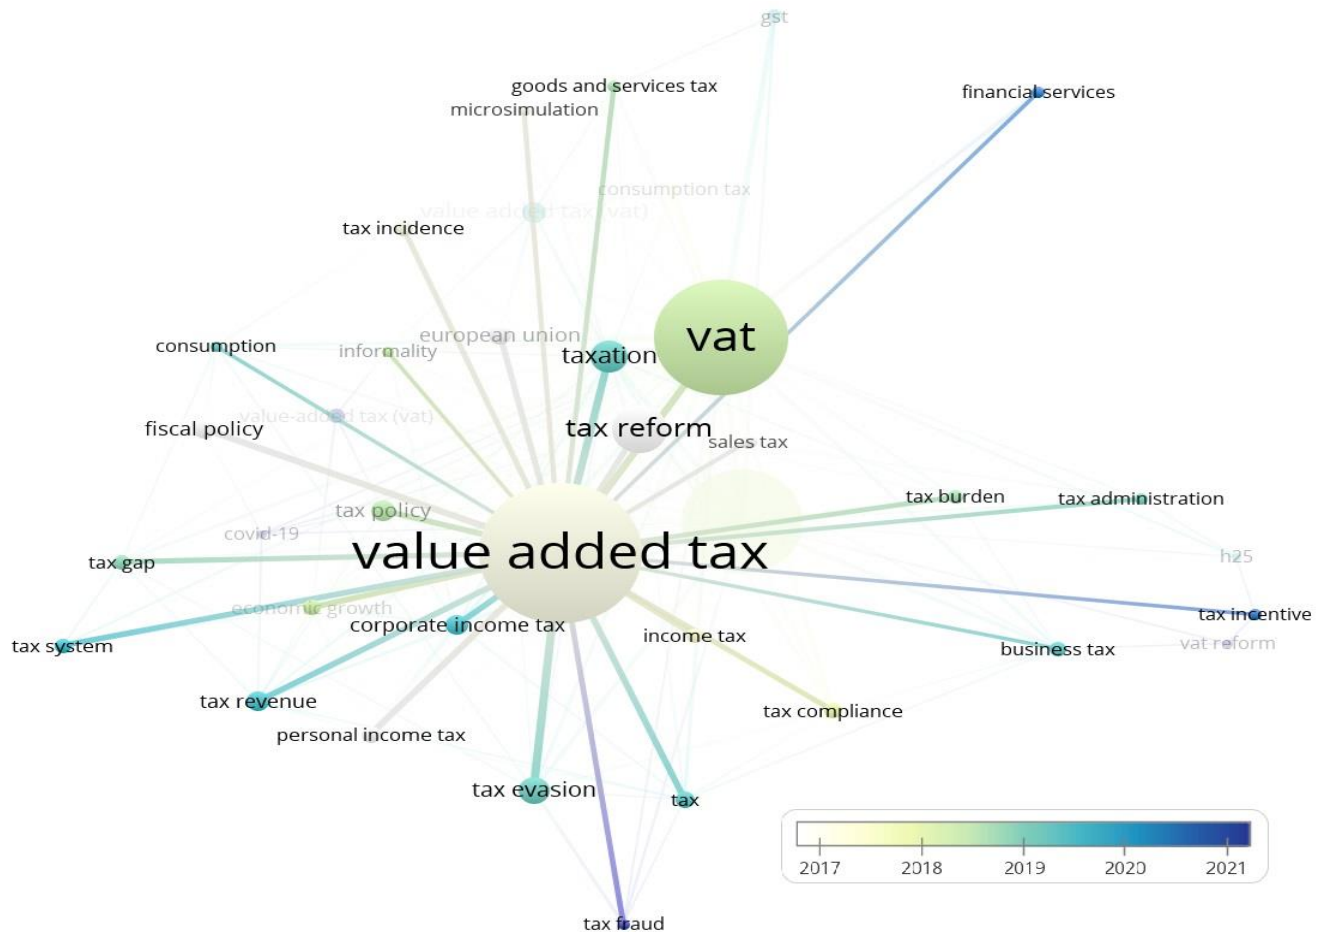 gst
goods and services tax
financial services
microsimulation
consumption tax
value added tax (vat)
tax incidence
vat
european union
consumption
informality
taxation
value-added tax (vat)
fiscal policy
tax reform
sales tax
tax burden
tax administration
tax policy
covid-19
value added tax
tax gap
h25
economic growth
tax incentive
corporate income tax
income tax
tax system
business tax
vat reform
tax revenue
tax compliance
personal income tax
tax evasion
tax
2017 2018 2019 2020 2021
tax fraud